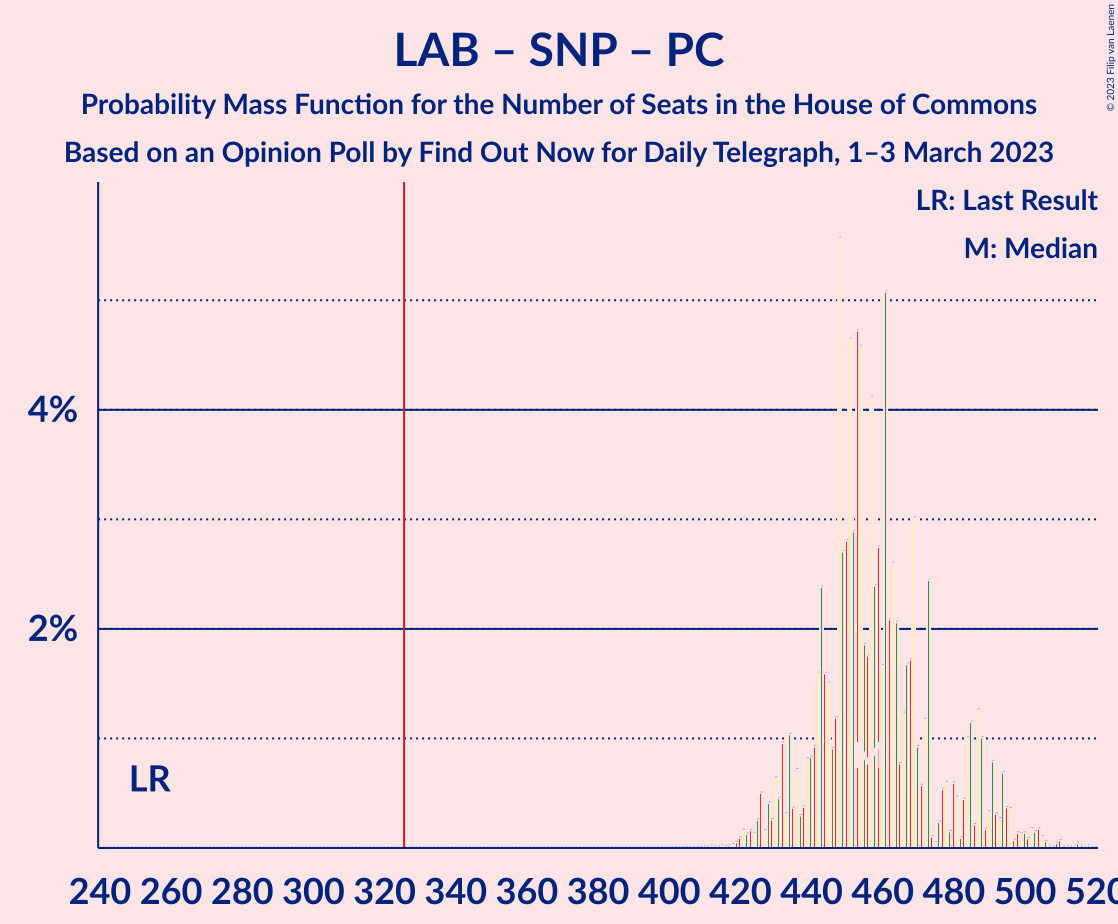 LAB – SNP – PC
Probability Mass Function for the Number of Seats in the House of Commons
Based on an Opinion Poll by Find Out Now for Daily Telegraph, 1–3 March 2023
© 2023 Filip van Laenen
LR: Last Result
M: Median
4%
2%
LR
240 260 280 300 320 340 360 380 400 420 440 460 480 500 520